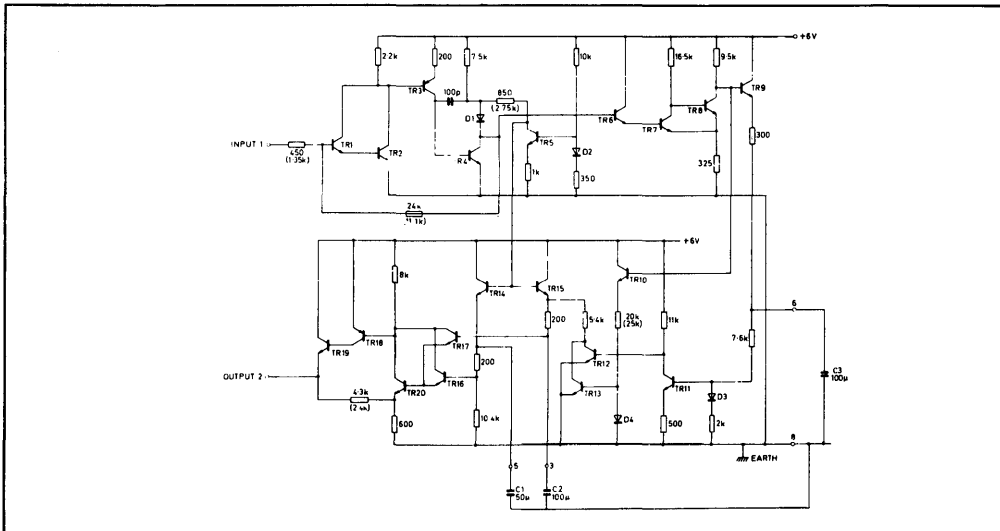 +6V
2.2k
200
7.5k
10k
16.5k
9.5k
TR3
100p
850
(2.75k)
TR8
TR9
D1
TR6
TR7
INPUT 1
450
(1.35k)
TR1
TR2
R4
TR5
D2
300
1k
350
325
24k
+6V
8k
TR14
TR15
TR10
6
TR19
TR18
TR17
200
200
5.4k
20k
(25k)
11k
7.6k
C3
100μ
TR12
OUTPUT 2
4.3k
(2.4k)
TR20
TR16
TR13
TR11
D3
600
10.4k
D4
500
2k
8
EARTH
5
3
C1
50μ
C2
100μ